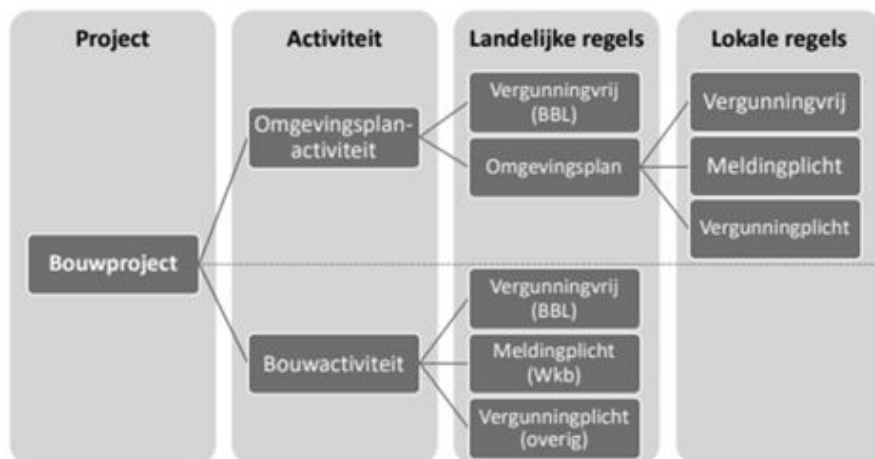 Project
Activiteit
Landelijke regels
Lokale regels
Bouwproject
Omgevingsplan-
activiteit
Vergunningvrij
(BBL)
Omgevingsplan
Vergunningvrij
Meldingplicht
Vergunningplicht
Bouwactiviteit
Vergunningvrij
(BBL)
Meldingplicht
(Wkb)
Vergunningplicht
(overig)